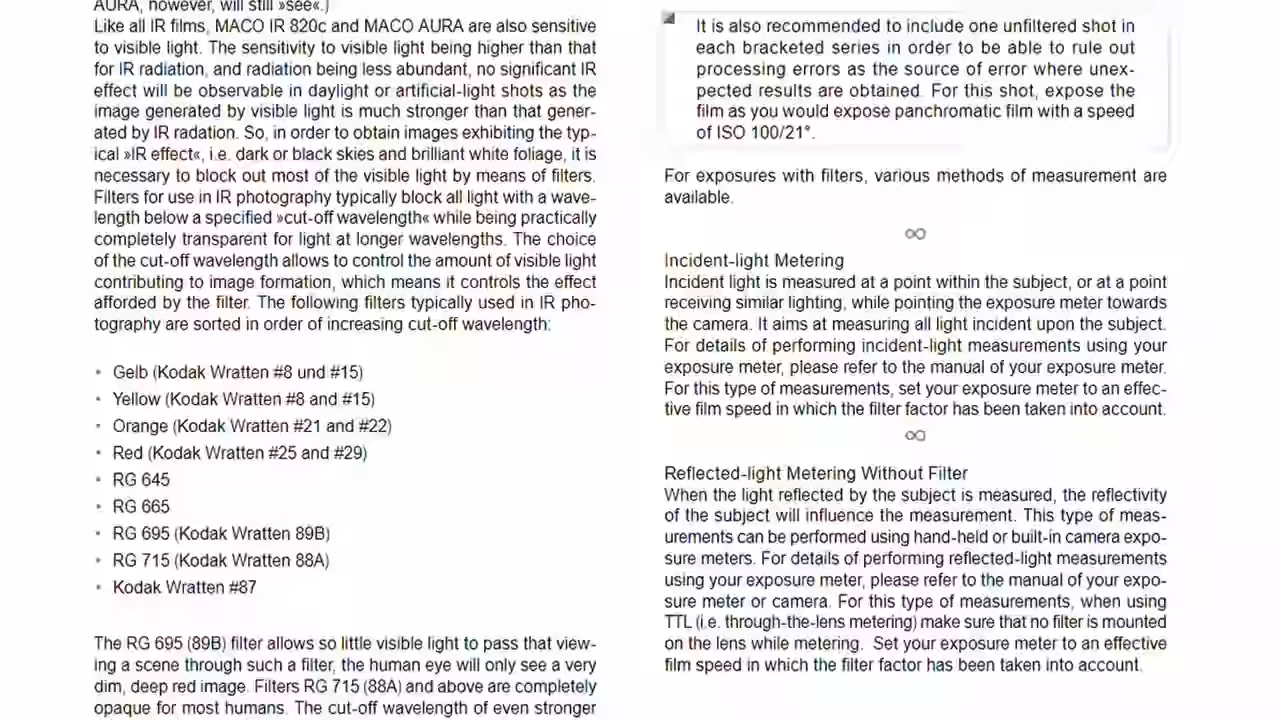 AURA, however, will still »see«.)
Like all IR films, MACO IR 820c and MACO AURA are also sensitive
to visible light. The sensitivity to visible light being higher than that
for IR radiation, and radiation being less abundant, no significant IR
effect will be observable in daylight or artificial-light shots as the
image generated by visible light is much stronger than that gener-
ated by IR radation. So, in order to obtain images exhibiting the typ-
ical »IR effect«, i.e. dark or black skies and brilliant white foliage, it is
necessary to block out most of the visible light by means of filters.
Filters for use in IR photography typically block all light with a wave-
length below a specified »cut-off wavelength« while being practically
completely transparent for light at longer wavelengths. The choice
of the cut-off wavelength allows to control the amount of visible light
contributing to image formation, which means it controls the effect
afforded by the filter. The following filters typically used in IR pho-
tography are sorted in order of increasing cut-off wavelength:
• Gelb (Kodak Wratten #8 und #15)
• Yellow (Kodak Wratten #8 and #15)
• Orange (Kodak Wratten #21 and #22)
• Red (Kodak Wratten #25 and #29)
• RG 645
• RG 665
• RG 695 (Kodak Wratten 89B)
• RG 715 (Kodak Wratten 88A)
• Kodak Wratten #87
The RG 695 (89B) filter allows so little visible light to pass that view-
ing a scene through such a filter, the human eye will only see a very
dim, deep red image. Filters RG 715 (88A) and above are completely
opaque for most humans. The cut-off wavelength of even stronger
It is also recommended to include one unfiltered shot in
each bracketed series in order to be able to rule out
processing errors as the source of error where unex-
pected results are obtained. For this shot, expose the
film as you would expose panchromatic film with a speed
of ISO 100/21°.
For exposures with filters, various methods of measurement are
available.
∞
Incident-light Metering
Incident light is measured at a point within the subject, or at a point
receiving similar lighting, while pointing the exposure meter towards
the camera. It aims at measuring all light incident upon the subject.
For details of performing incident-light measurements using your
exposure meter, please refer to the manual of your exposure meter.
For this type of measurements, set your exposure meter to an effec-
tive film speed in which the filter factor has been taken into account.
∞
Reflected-light Metering Without Filter
When the light reflected by the subject is measured, the reflectivity
of the subject will influence the measurement. This type of meas-
urements can be performed using hand-held or built-in camera expo-
sure meters. For details of performing reflected-light measurements
using your exposure meter, please refer to the manual of your expo-
sure meter or camera. For this type of measurements, when using
TTL (i.e. through-the-lens metering) make sure that no filter is mounted
on the lens while metering.  Set your exposure meter to an effective
film speed in which the filter factor has been taken into account.